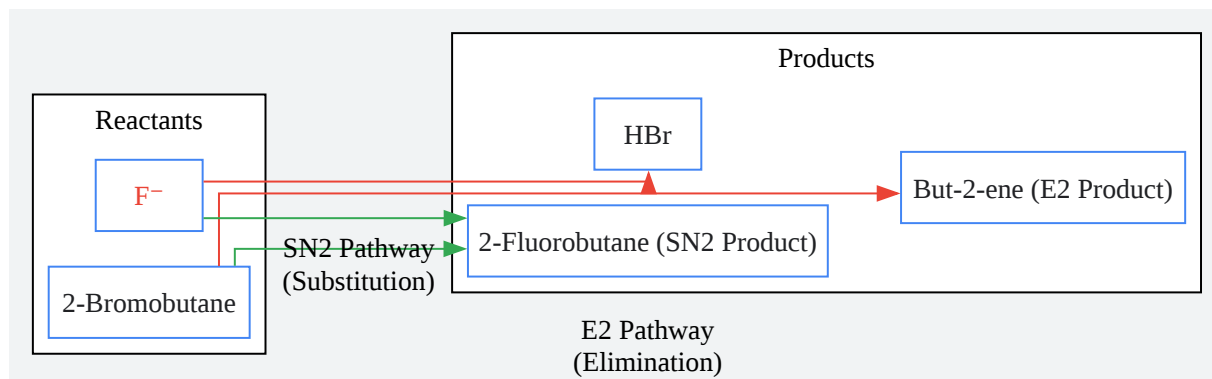 Reactants
F⁻
2-Bromobutane
SN2 Pathway
(Substitution)
Products
HBr
But-2-ene (E2 Product)
2-Fluorobutane (SN2 Product)
E2 Pathway
(Elimination)